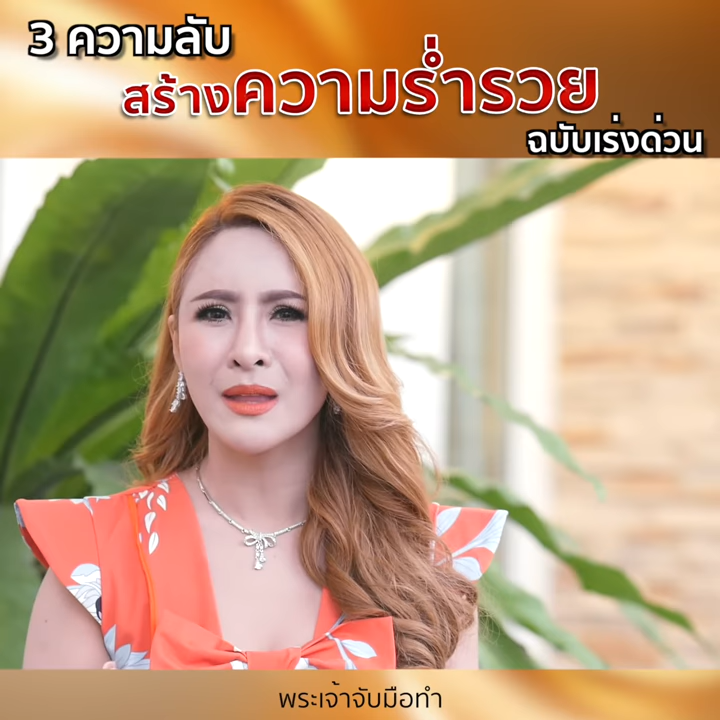 3 ความลับ
สร้างความร่ำรวย
ฉบับเร่งด่วน
พระเจ้าจับมือทำ